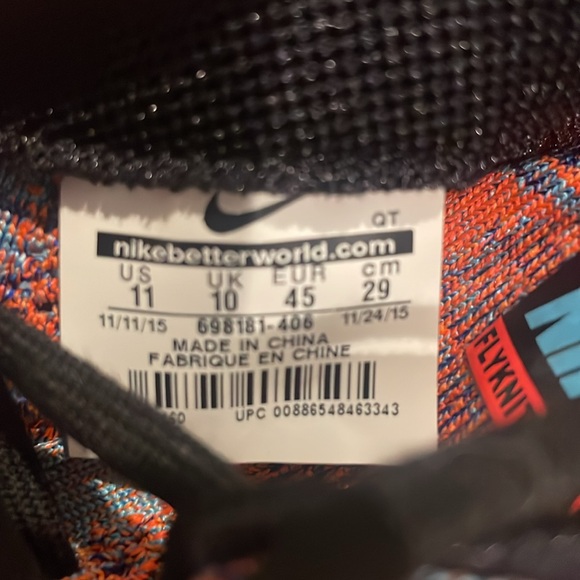 QT
nikebetterworld.com
US UK EUR cm
11 10 45 29
11/11/15 698181-406 11/24/15
MADE IN CHINA
FABRIQUE EN CHINE
UPC 00886548463343
FLYKNIT